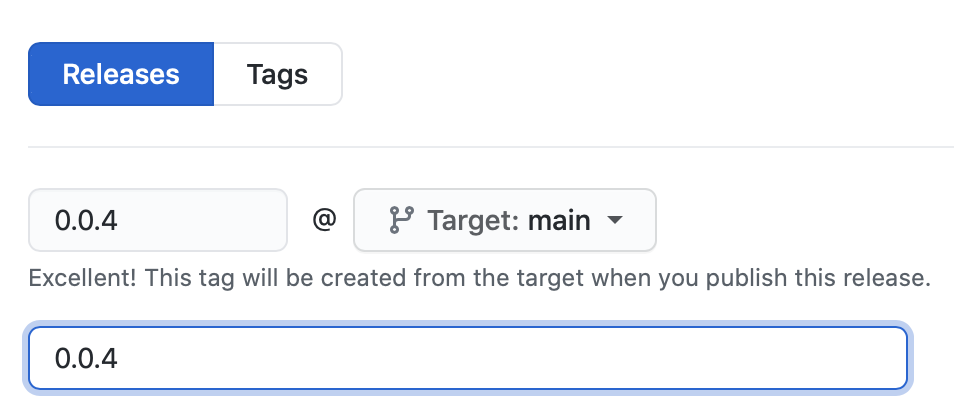 Releases Tags
0.0.4 @ Target: main
Excellent! This tag will be created from the target when you publish this release.
0.0.4